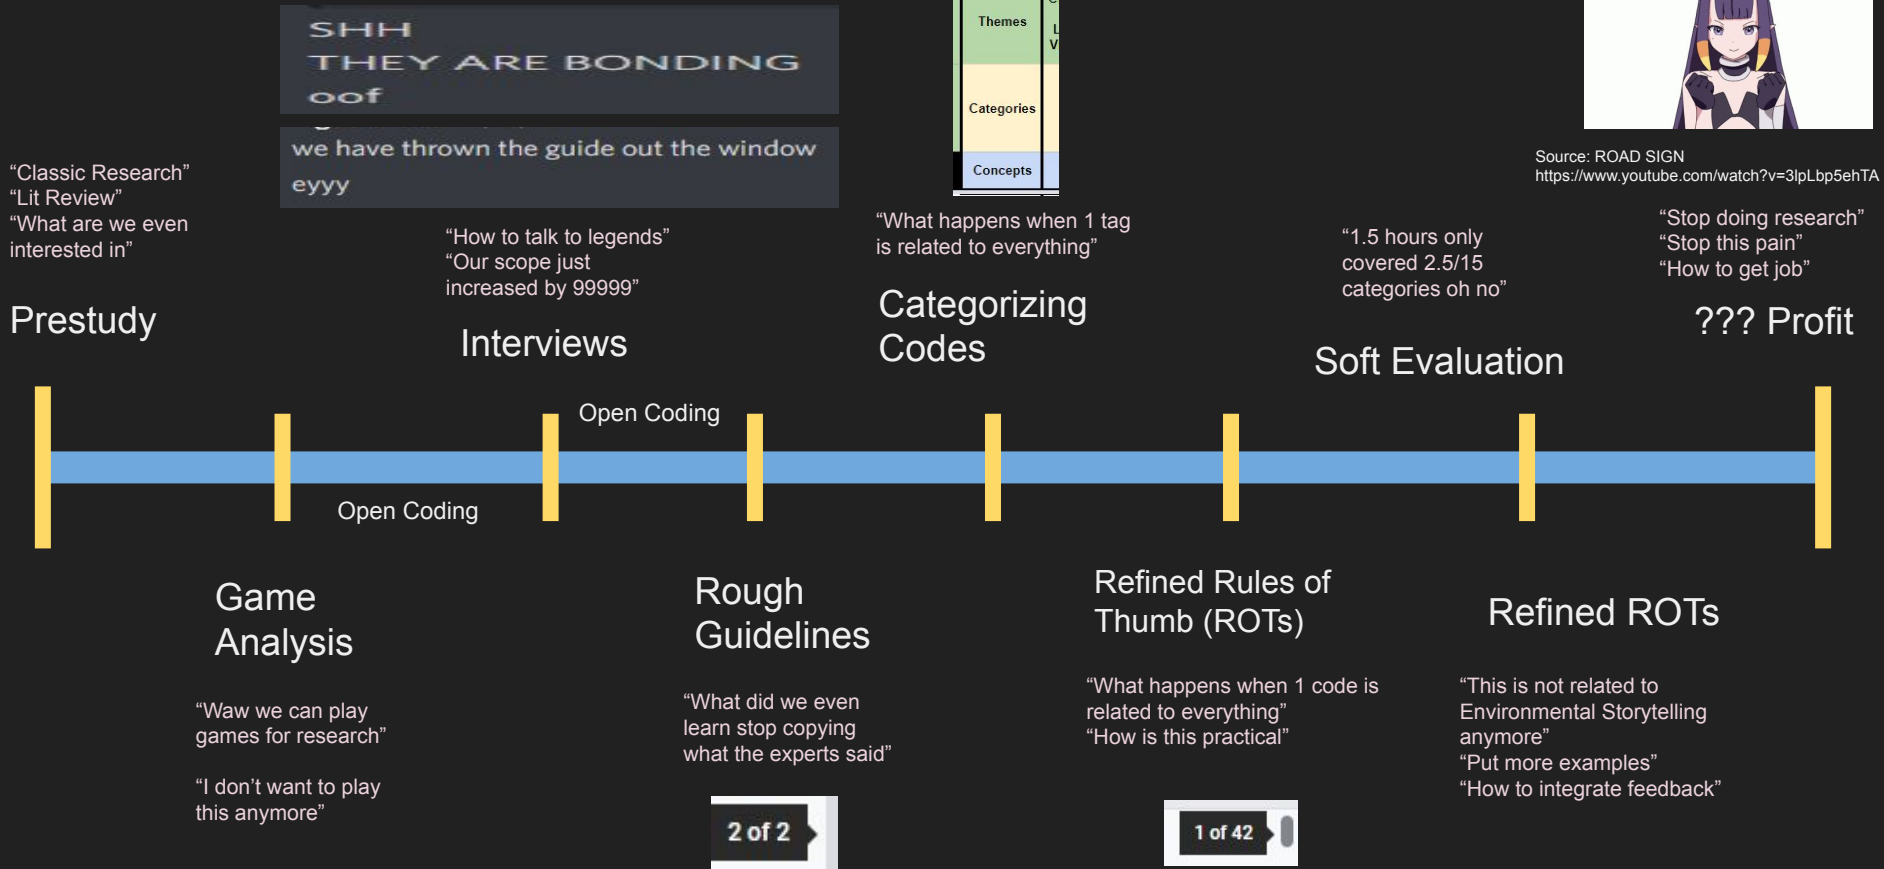 SHH
THEY ARE BONDING
oof
we have thrown the guide out the window
eyyy
Themes
Categories
Concepts
Source: ROAD SIGN
https://www.youtube.com/watch?v=3lpLbp5ehTA
“Classic Research”
“Lit Review”
“What are we even
interested in”
Prestudy
“How to talk to legends”
“Our scope just
increased by 99999”
Interviews
“What happens when 1 tag
is related to everything”
Categorizing
Codes
“1.5 hours only
covered 2.5/15
categories oh no”
Soft Evaluation
“Stop doing research”
“Stop this pain”
“How to get job”
??? Profit
Open Coding
Open Coding
Game
Analysis
“Waw we can play
games for research”
“I don’t want to play
this anymore”
Rough
Guidelines
“What did we even
learn stop copying
what the experts said”
2 of 2
Refined Rules of
Thumb (ROTs)
“What happens when 1 code is
related to everything”
“How is this practical”
1 of 42
Refined ROTs
“This is not related to
Environmental Storytelling
anymore”
“Put more examples”
“How to integrate feedback”